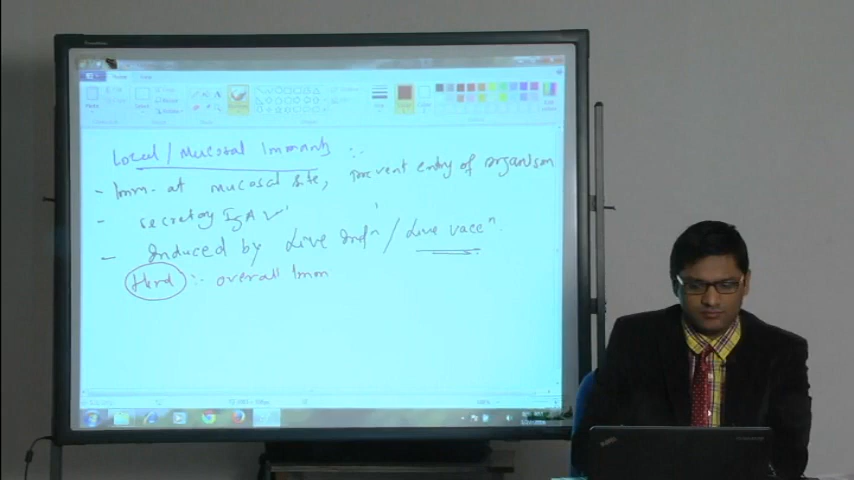 Home
Local/Mucosal Immunity :-
- Imm. at mucosal site, prevent entry of organism
- secretory IgA ✓
- Induced by Live Infⁿ / Live Vaccⁿ.
Herd :- overall Imm